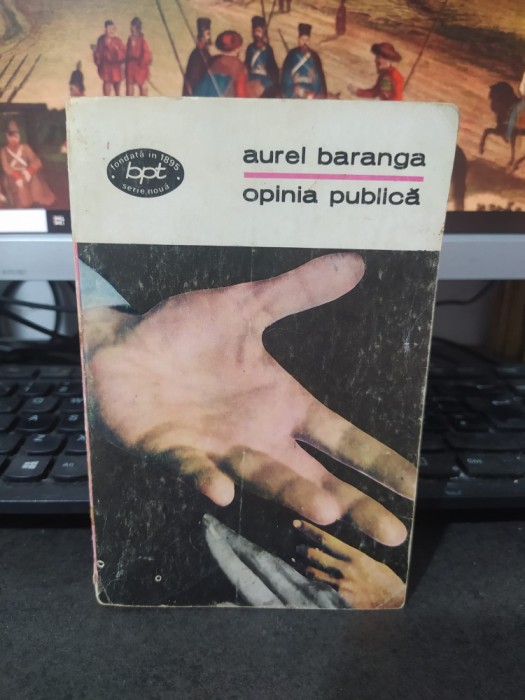 aurel baranga
opinia publică
fondată în 1895
bpt
serie nouă